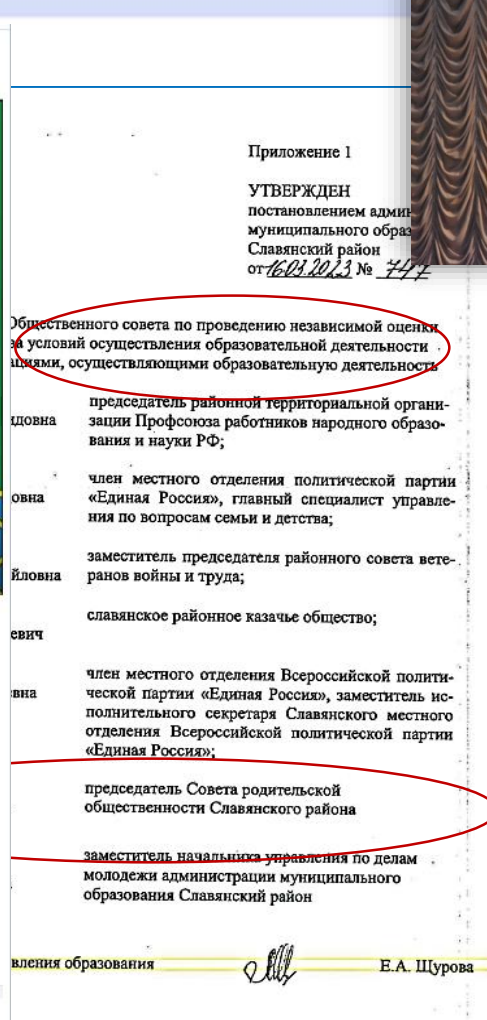 Приложение 1
УТВЕРЖДЕН
постановлением админ
муниципального образ
Славянский район
от 16.03.2023 № 747
Общественного совета по проведению независимой оценки
ва условий осуществления образовательной деятельности
ациями, осуществляющими образовательную деятельность
председатель районной территориальной органи-
идовна зации Профсоюза работников народного образо-
вания и науки РФ;
член местного отделения политической партии
овна «Единая Россия», главный специалист управле-
ния по вопросам семьи и детства;
заместитель председателя районного совета вете-
йловна ранов войны и труда;
славянское районное казачье общество;
евич
член местного отделения Всероссийской полити-
вна ческой партии «Единая Россия», заместитель ис-
полнительного секретаря Славянского местного
отделения Всероссийской политической партии
«Единая Россия»;
председатель Совета родительской
общественности Славянского района
заместитель начальника управления по делам
молодежи администрации муниципального
образования Славянский район
вления образования Е.А. Щурова